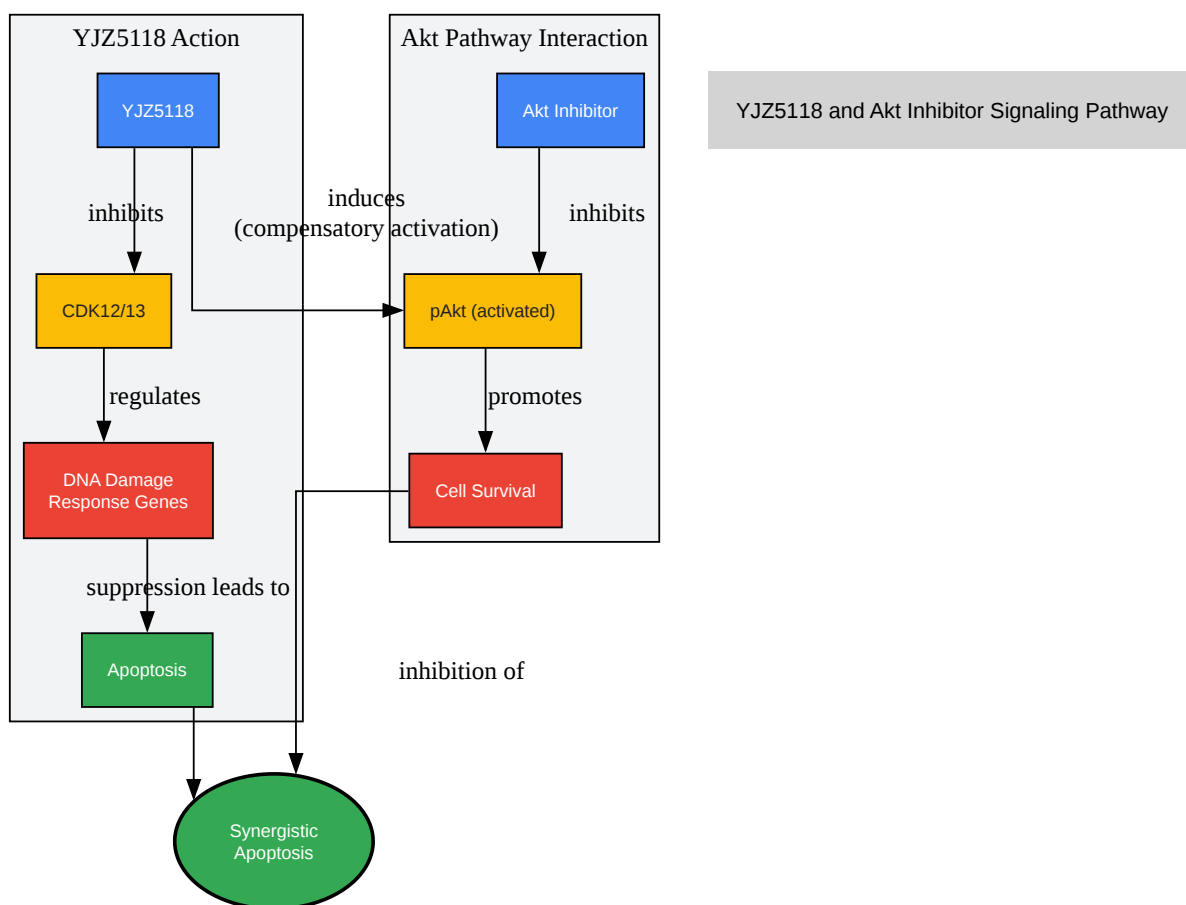 YJZ5118 Action
Akt Pathway Interaction
YJZ5118 and Akt Inhibitor Signaling Pathway
YJZ5118
Akt Inhibitor
inhibits
induces
(compensatory activation)
inhibits
CDK12/13
pAkt (activated)
regulates
promotes
DNA Damage
Response Genes
Cell Survival
suppression leads to
Apoptosis
inhibition of
Synergistic
Apoptosis